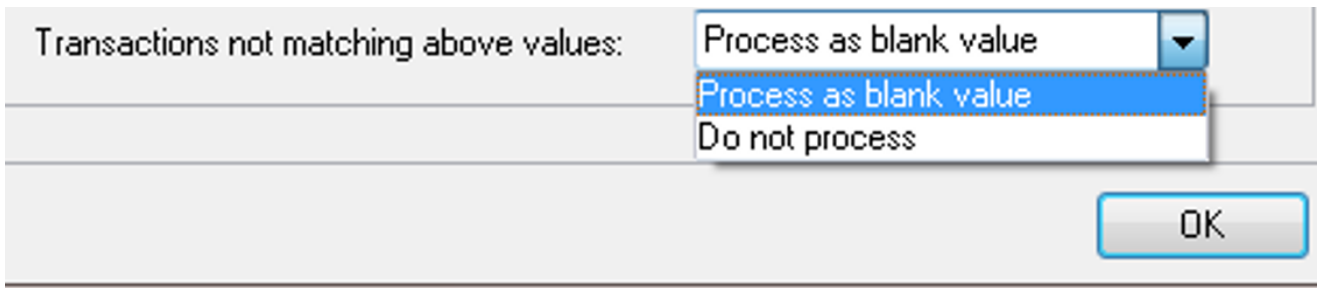 Transactions not matching above values: Process as blank value
Process as blank value
Do not process
OK